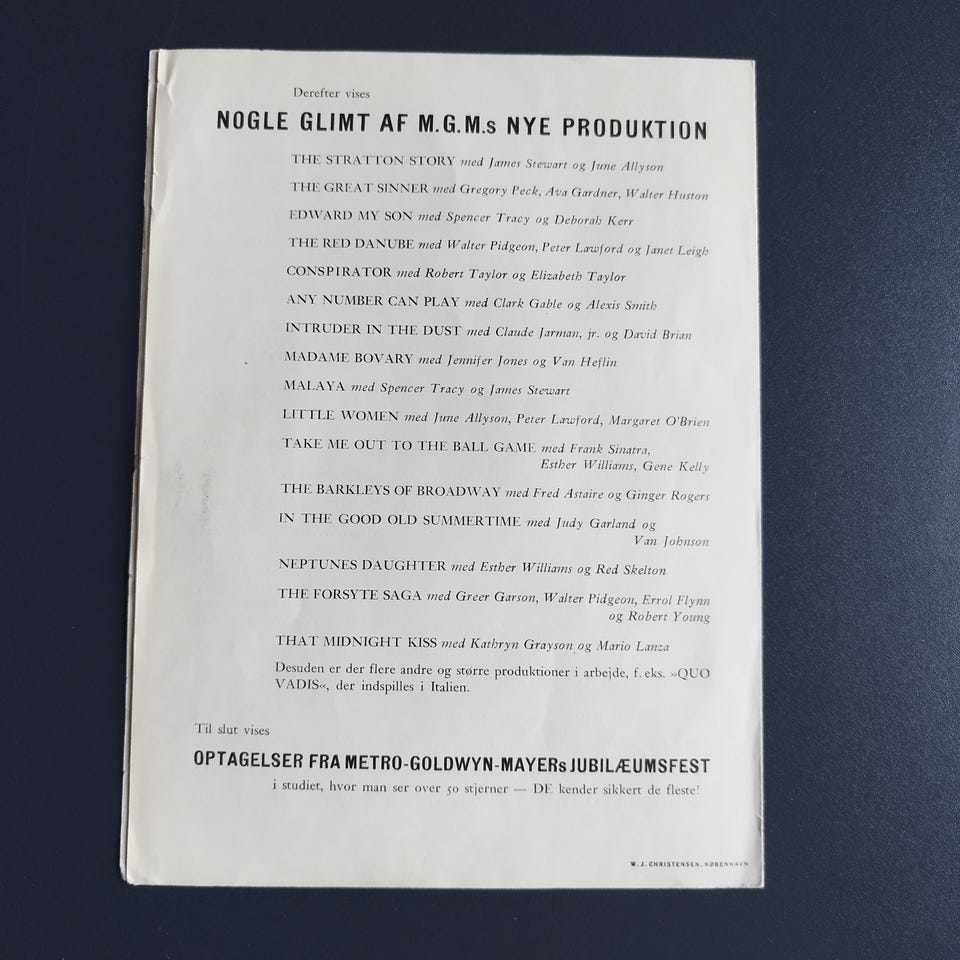 Derefter vises
NOGLE GLIMT AF M.G.M.s NYE PRODUKTION
THE STRATTON STORY med James Stewart og June Allyson
THE GREAT SINNER med Gregory Peck, Ava Gardner, Walter Huston
EDWARD MY SON med Spencer Tracy og Deborah Kerr
THE RED DANUBE med Walter Pidgeon, Peter Lawford og Janet Leigh
CONSPIRATOR med Robert Taylor og Elizabeth Taylor
ANY NUMBER CAN PLAY med Clark Gable og Alexis Smith
INTRUDER IN THE DUST med Claude Jarman, jr. og David Brian
MADAME BOVARY med Jennifer Jones og Van Heflin
MALAYA med Spencer Tracy og James Stewart
LITTLE WOMEN med June Allyson, Peter Lawford, Margaret O'Brien
TAKE ME OUT TO THE BALL GAME med Frank Sinatra,
Esther Williams, Gene Kelly
THE BARKLEYS OF BROADWAY med Fred Astaire og Ginger Rogers
IN THE GOOD OLD SUMMERTIME med Judy Garland og
Van Johnson
NEPTUNES DAUGHTER med Esther Williams og Red Skelton
THE FORSYTE SAGA med Greer Garson, Walter Pidgeon, Errol Flynn
og Robert Young
THAT MIDNIGHT KISS med Kathryn Grayson og Mario Lanza
Desuden er der flere andre og større produktioner i arbejde, f. eks. »QUO
VADIS«, der indspilles i Italien.
Til slut vises
OPTAGELSER FRA METRO-GOLDWYN-MAYERs JUBILÆUMSFEST
i studiet, hvor man ser over 50 stjerner — DE kender sikkert de fleste!
W. J. CHRISTENSEN, KØBENHAVN